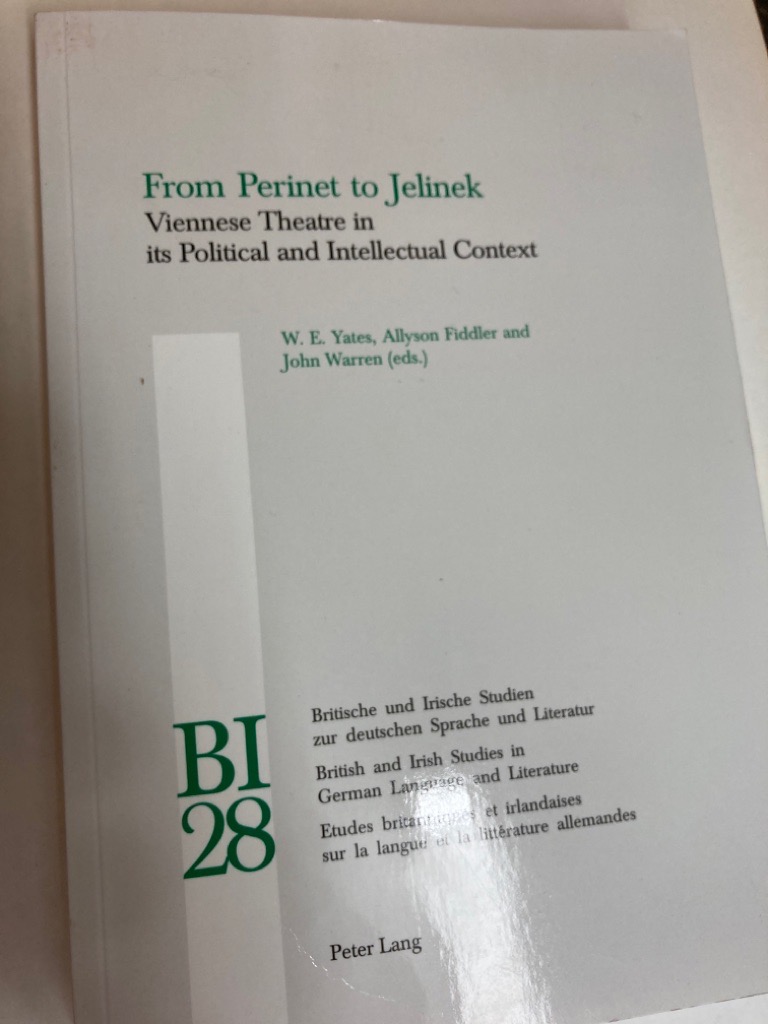 From Perinet to Jelinek
Viennese Theatre in
its Political and Intellectual Context
W. E. Yates, Allyson Fiddler and
John Warren (eds.)
BI
28
Britische und Irische Studien
zur deutschen Sprache und Literatur
British and Irish Studies in
German Language and Literature
Etudes britanniques et irlandaises
sur la langue et la littérature allemandes
Peter Lang